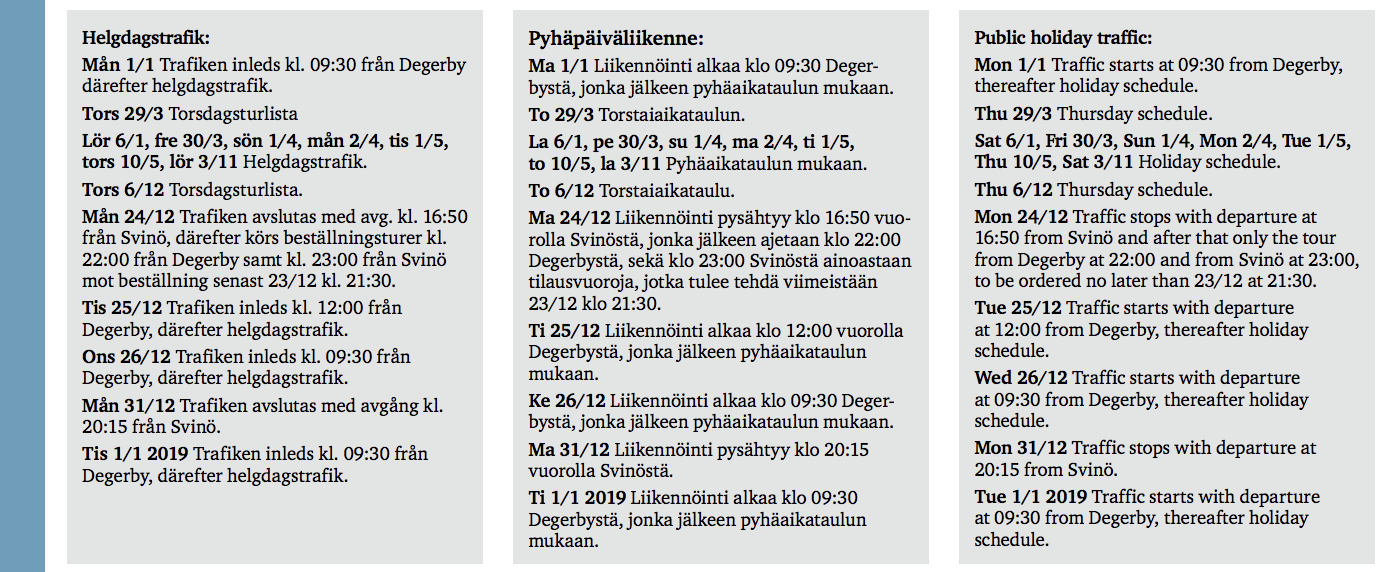 Helgdagstrafik:
Mån 1/1 Trafiken inleds kl. 09:30 från Degerby
därefter helgdagstrafik.
Tors 29/3 Torsdagsturlista
Lör 6/1, fre 30/3, sön 1/4, mån 2/4, tis 1/5,
tors 10/5, lör 3/11 Helgdagstrafik.
Tors 6/12 Torsdagsturlista.
Mån 24/12 Trafiken avslutas med avg. kl. 16:50
från Svinö, därefter körs beställningsturer kl.
22:00 från Degerby samt kl. 23:00 från Svinö
mot beställning senast 23/12 kl. 21:30.
Tis 25/12 Trafiken inleds kl. 12:00 från
Degerby, därefter helgdagstrafik.
Ons 26/12 Trafiken inleds kl. 09:30 från
Degerby, därefter helgdagstrafik.
Mån 31/12 Trafiken avslutas med avgång kl.
20:15 från Svinö.
Tis 1/1 2019 Trafiken inleds kl. 09:30 från
Degerby, därefter helgdagstrafik.
Pyhäpäiväliikenne:
Ma 1/1 Liikennöinti alkaa klo 09:30 Deger-
bystä, jonka jälkeen pyhäaikataulun mukaan.
To 29/3 Torstaiaikataulun.
La 6/1, pe 30/3, su 1/4, ma 2/4, ti 1/5,
to 10/5, la 3/11 Pyhäaikataulun mukaan.
To 6/12 Torstaiaikataulu.
Ma 24/12 Liikennöinti pysähtyy klo 16:50 vuo-
rolla Svinöstä, jonka jälkeen ajetaan klo 22:00
Degerbystä, sekä klo 23:00 Svinöstä ainoastaan
tilausvuoroja, jotka tulee tehdä viimeistään
23/12 klo 21:30.
Ti 25/12 Liikennöinti alkaa klo 12:00 vuorolla
Degerbystä, jonka jälkeen pyhäaikataulun
mukaan.
Ke 26/12 Liikennöinti alkaa klo 09:30 Deger-
bystä, jonka jälkeen pyhäaikataulun mukaan.
Ma 31/12 Liikennöinti pysähtyy klo 20:15
vuorolla Svinöstä.
Ti 1/1 2019 Liikennöinti alkaa klo 09:30
Degerbystä, jonka jälkeen pyhäaikataulun
mukaan.
Public holiday traffic:
Mon 1/1 Traffic starts at 09:30 from Degerby,
thereafter holiday schedule.
Thu 29/3 Thursday schedule.
Sat 6/1, Fri 30/3, Sun 1/4, Mon 2/4, Tue 1/5,
Thu 10/5, Sat 3/11 Holiday schedule.
Thu 6/12 Thursday schedule.
Mon 24/12 Traffic stops with departure at
16:50 from Svinö and after that only the tour
from Degerby at 22:00 and from Svinö at 23:00,
to be ordered no later than 23/12 at 21:30.
Tue 25/12 Traffic starts with departure
at 12:00 from Degerby, thereafter holiday
schedule.
Wed 26/12 Traffic starts with departure
at 09:30 from Degerby, thereafter holiday
schedule.
Mon 31/12 Traffic stops with departure at
20:15 from Svinö.
Tue 1/1 2019 Traffic starts with departure
at 09:30 from Degerby, thereafter holiday
schedule.